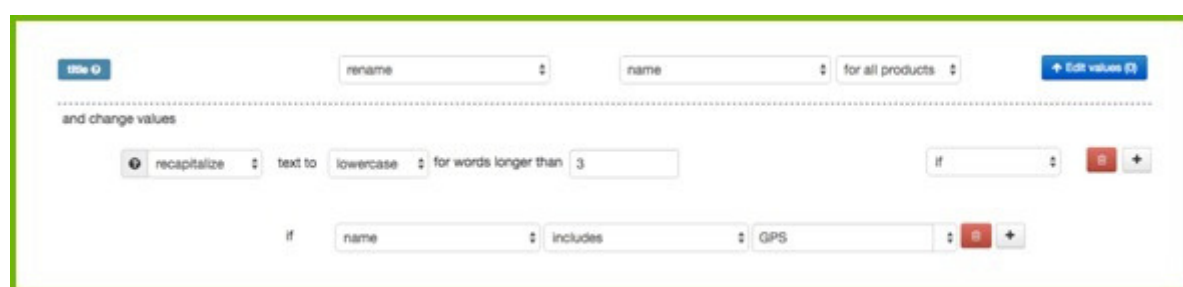 title rename name for all products Edit values (0)
and change values
recapitalize text to lowercase for words longer than 3 if
if name includes GPS